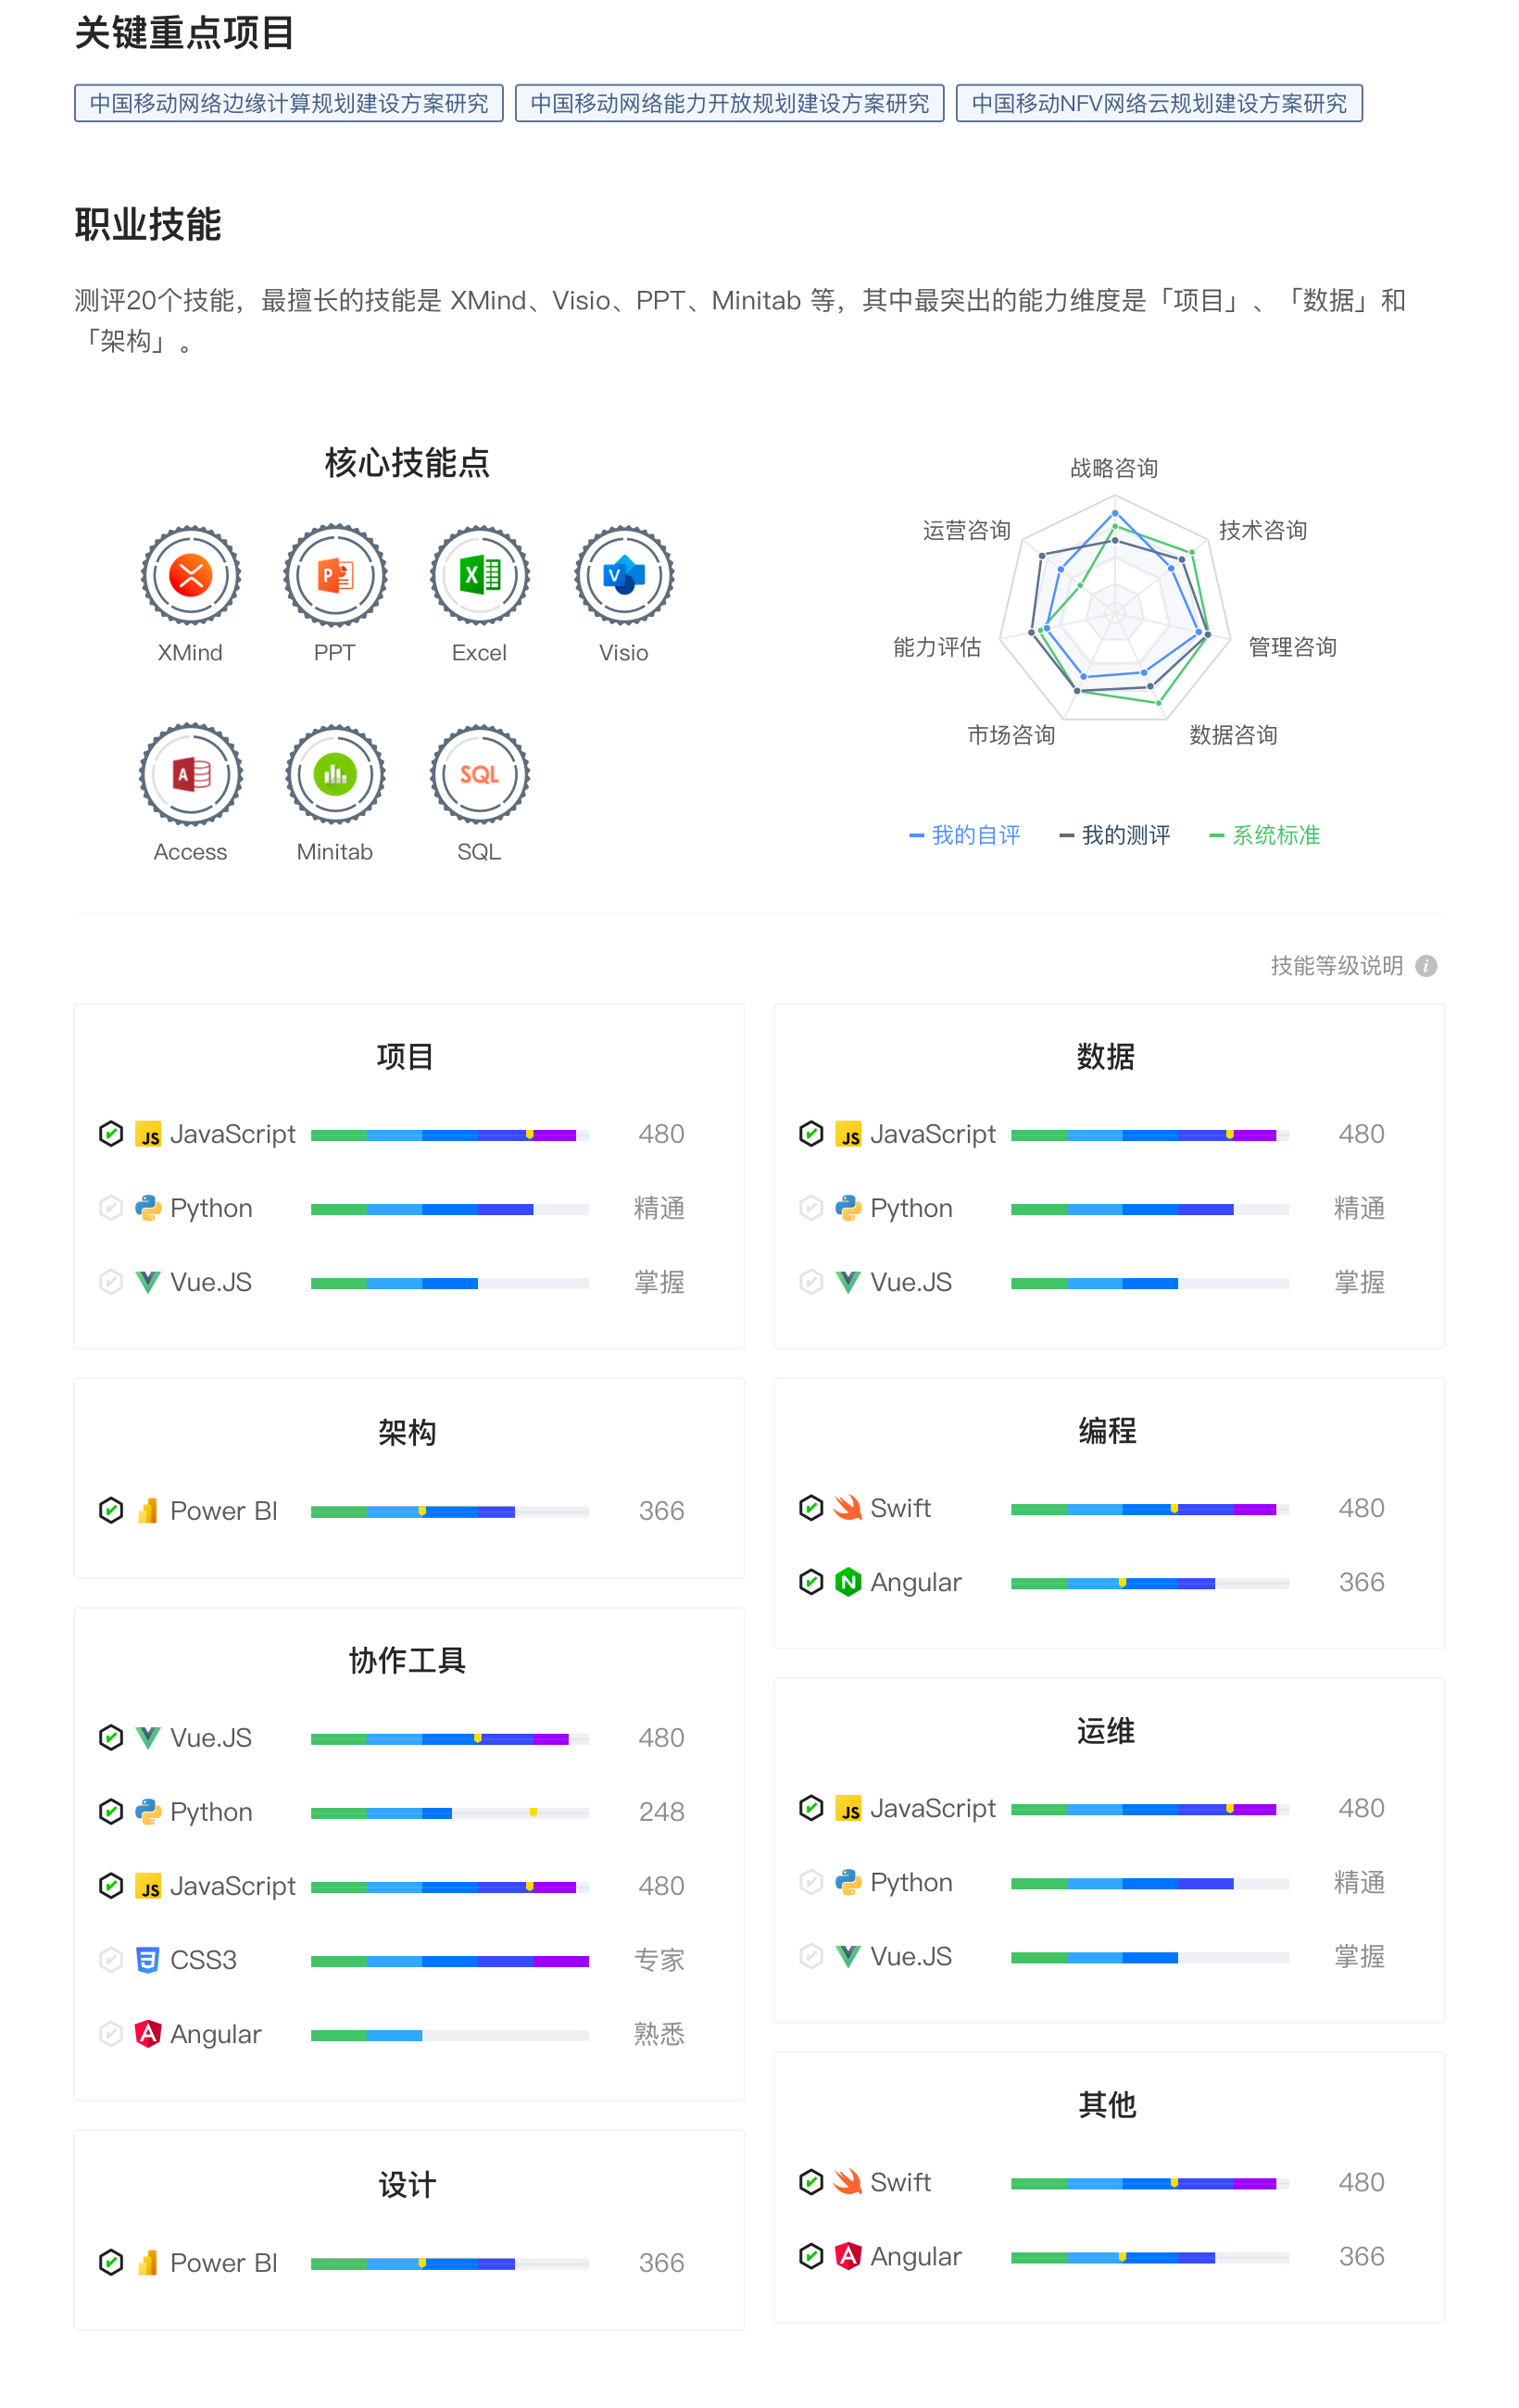 关键重点项目
中国移动网络边缘计算规划建设方案研究
中国移动网络能力开放规划建设方案研究
中国移动NFV网络云规划建设方案研究
职业技能
测评20个技能，最擅长的技能是 XMind、Visio、PPT、Minitab 等，其中最突出的能力维度是「项目」、「数据」和
「架构」。
核心技能点
P
X
V
XMind
PPT
Excel
Visio
A
SQL
Access
Minitab
SQL
战略咨询
运营咨询
技术咨询
能力评估
管理咨询
市场咨询
数据咨询
我的自评
我的测评
系统标准
技能等级说明 i
项目
JS JavaScript 480
Python 精通
Vue.JS 掌握
数据
JS JavaScript 480
Python 精通
Vue.JS 掌握
架构
Power BI 366
编程
Swift 480
N Angular 366
协作工具
Vue.JS 480
Python 248
JS JavaScript 480
3 CSS3 专家
A Angular 熟悉
运维
JS JavaScript 480
Python 精通
Vue.JS 掌握
设计
Power BI 366
其他
Swift 480
A Angular 366